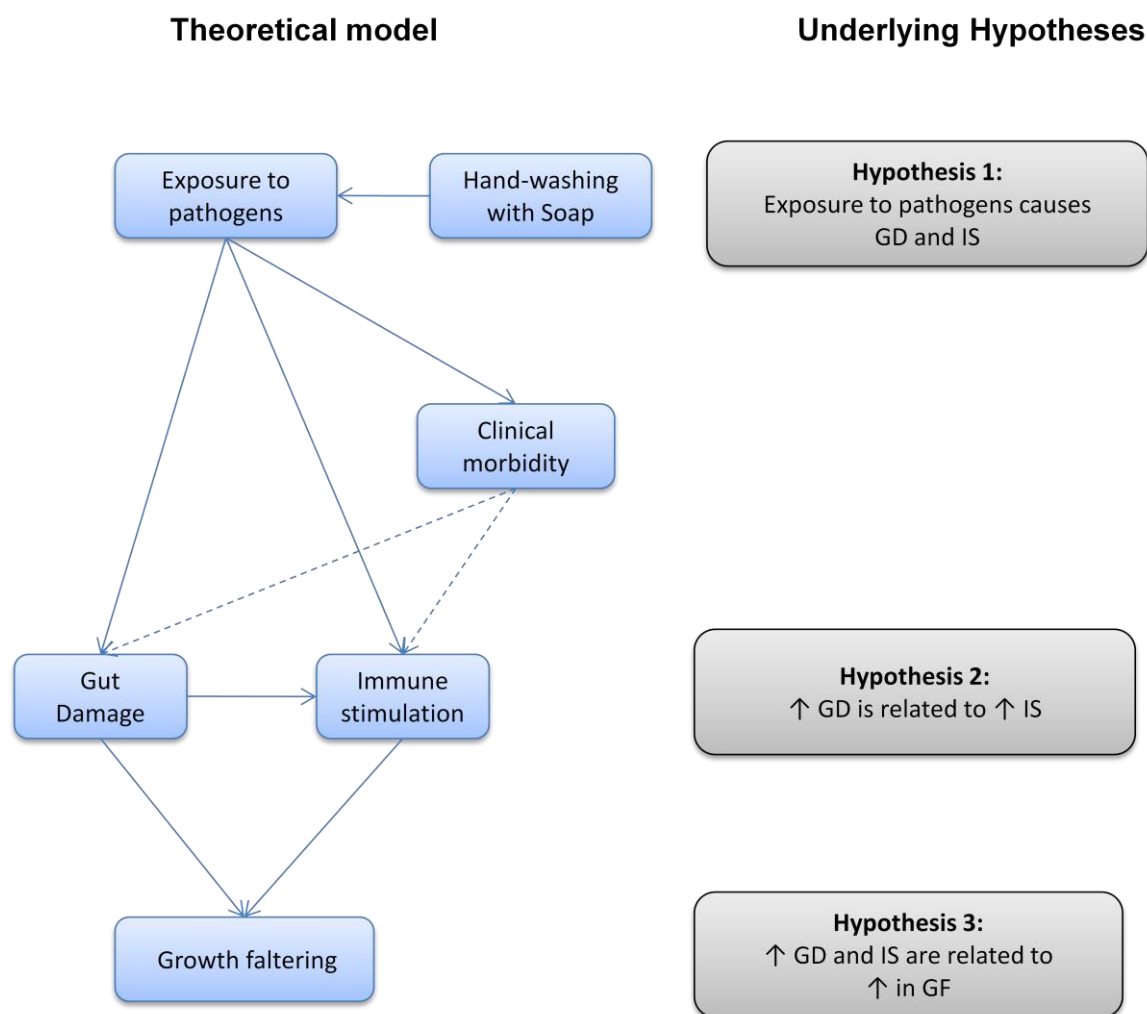 Theoretical model
Underlying Hypotheses
Exposure to
pathogens
Hand-washing
with Soap
Hypothesis 1:
Exposure to pathogens causes
GD and IS
Clinical
morbidity
Gut
Damage
Immune
stimulation
Hypothesis 2:
↑ GD is related to ↑ IS
Growth faltering
Hypothesis 3:
↑ GD and IS are related to
↑ in GF